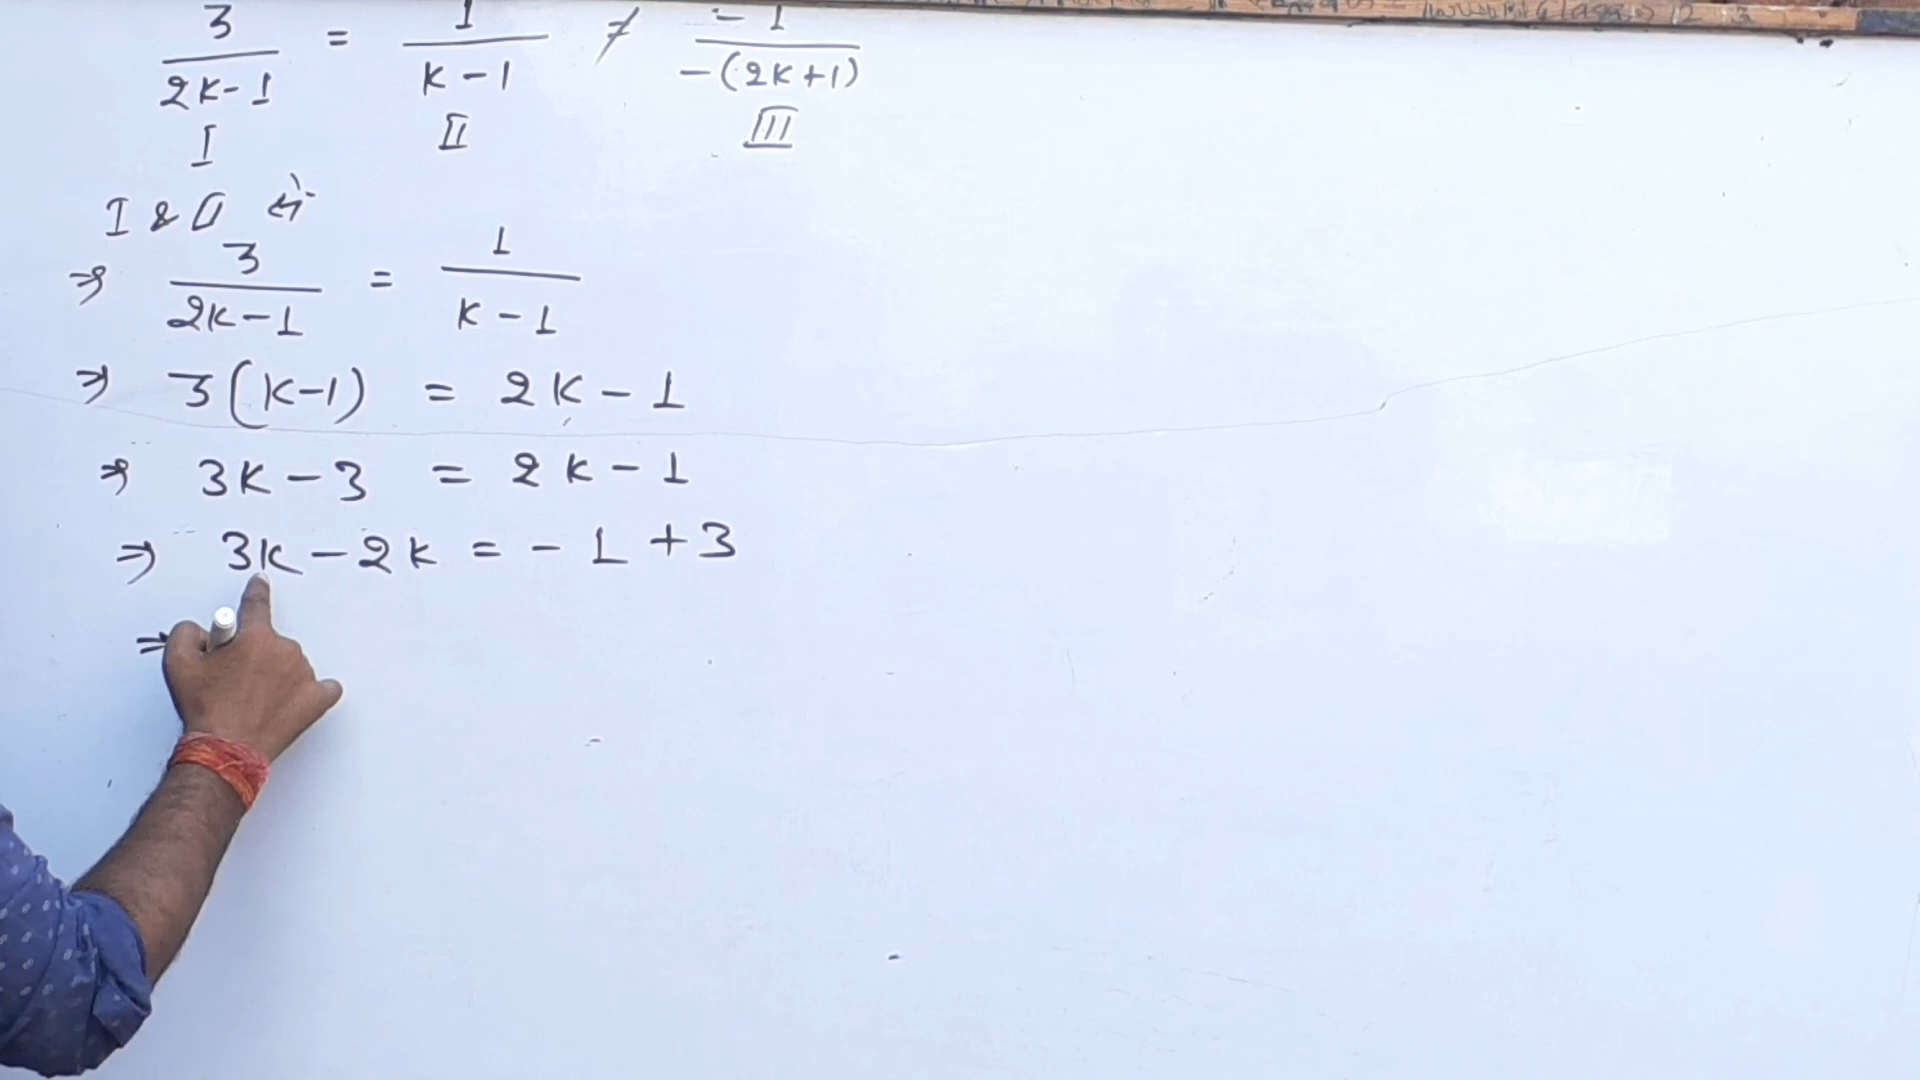 3/(2k-1) = 1/(k-1) ≠ -1/(-(2k+1))
I II III
I & II से
⇒ 3/(2k-1) = 1/(k-1)
⇒ 3(k-1) = 2k-1
⇒ 3k-3 = 2k-1
⇒ 3k-2k = -1+3
⇒